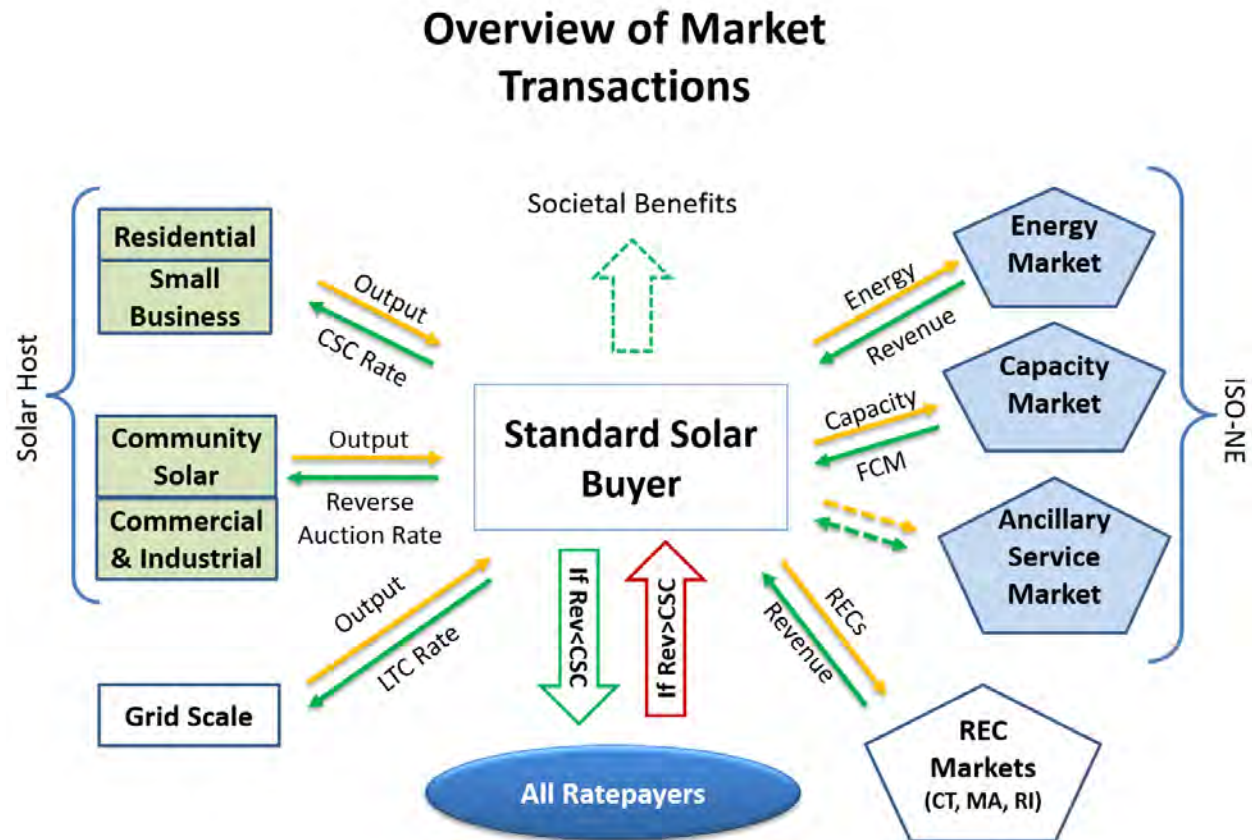 Overview of Market
Transactions
Solar Host
Residential
Small
Business
Output
CSC Rate
Community
Solar
Commercial
& Industrial
Output
Reverse
Auction Rate
Grid Scale
Output
LTC Rate
Societal Benefits
Standard Solar
Buyer
If Rev<CSC
If Rev>CSC
All Ratepayers
Energy
Revenue
Energy
Market
Capacity
FCM
Capacity
Market
Ancillary
Service
Market
ISO-NE
RECs
Revenue
REC
Markets
(CT, MA, RI)